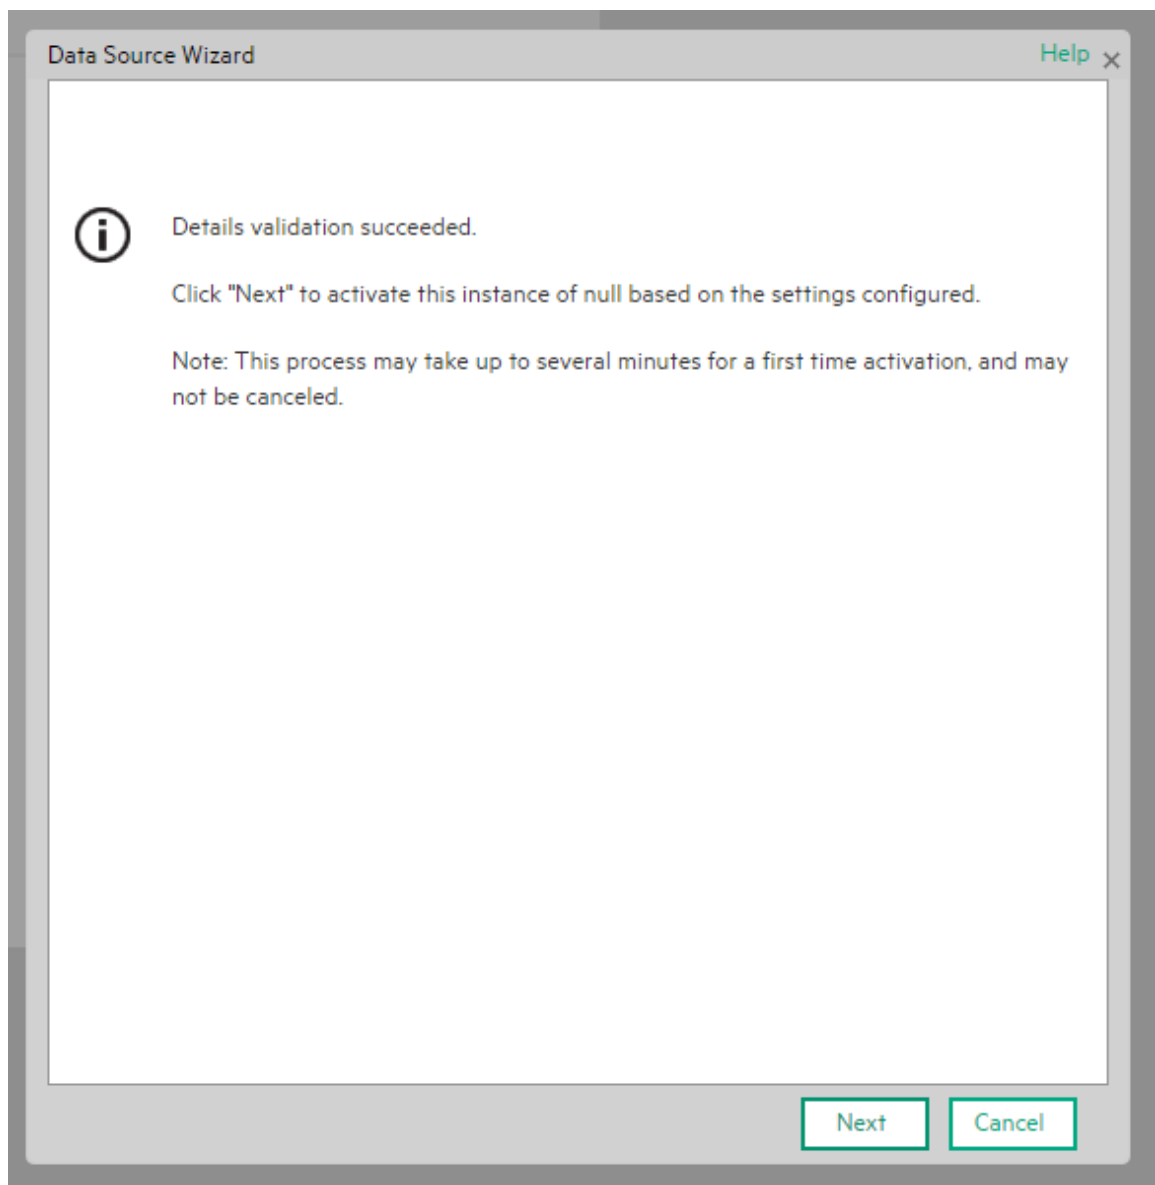 Data Source Wizard
Help ×
Details validation succeeded.
Click "Next" to activate this instance of null based on the settings configured.
Note: This process may take up to several minutes for a first time activation, and may
not be canceled.
Next
Cancel